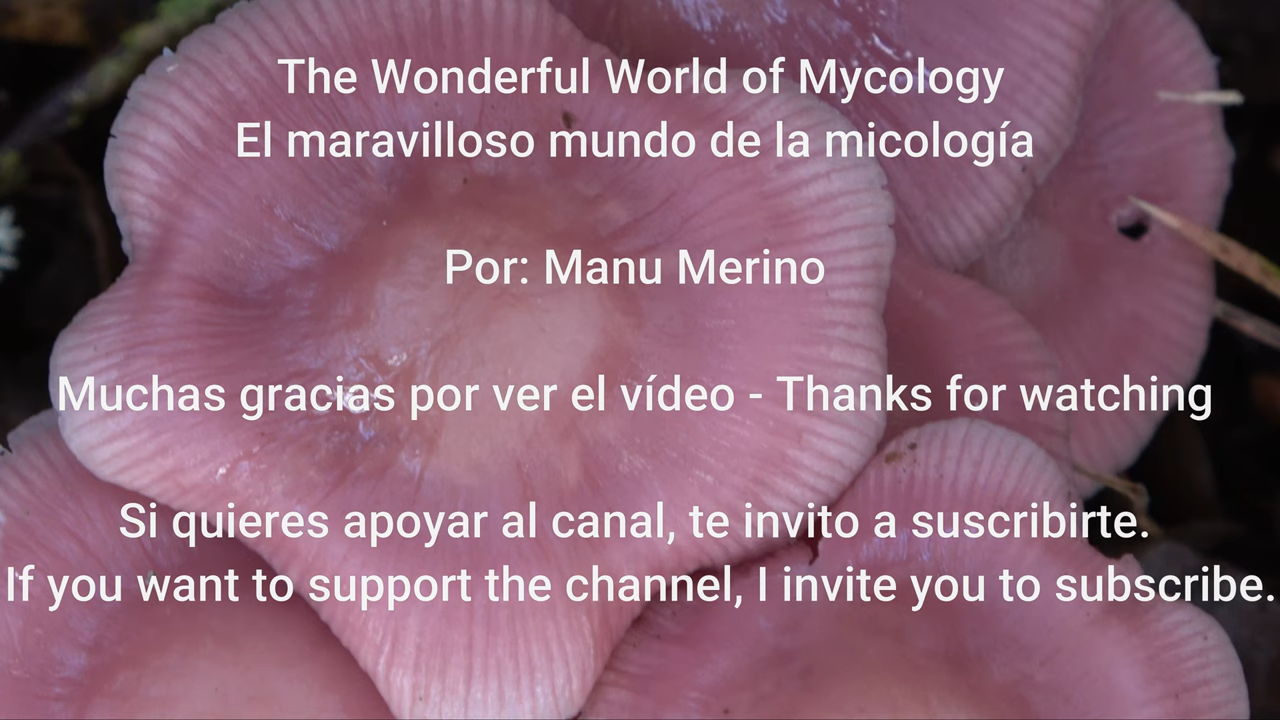 The Wonderful World of Mycology
El maravilloso mundo de la micología
Por: Manu Merino
Muchas gracias por ver el vídeo - Thanks for watching
Si quieres apoyar al canal, te invito a suscribirte.
If you want to support the channel, I invite you to subscribe.